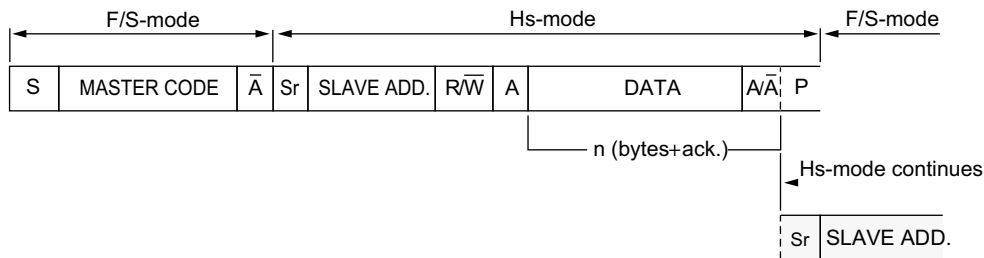 F/S-mode Hs-mode F/S-mode
S MASTER CODE A̅ Sr SLAVE ADD. R/W̅ A DATA A/A̅ P
n (bytes+ack.)
Hs-mode continues
Sr SLAVE ADD.